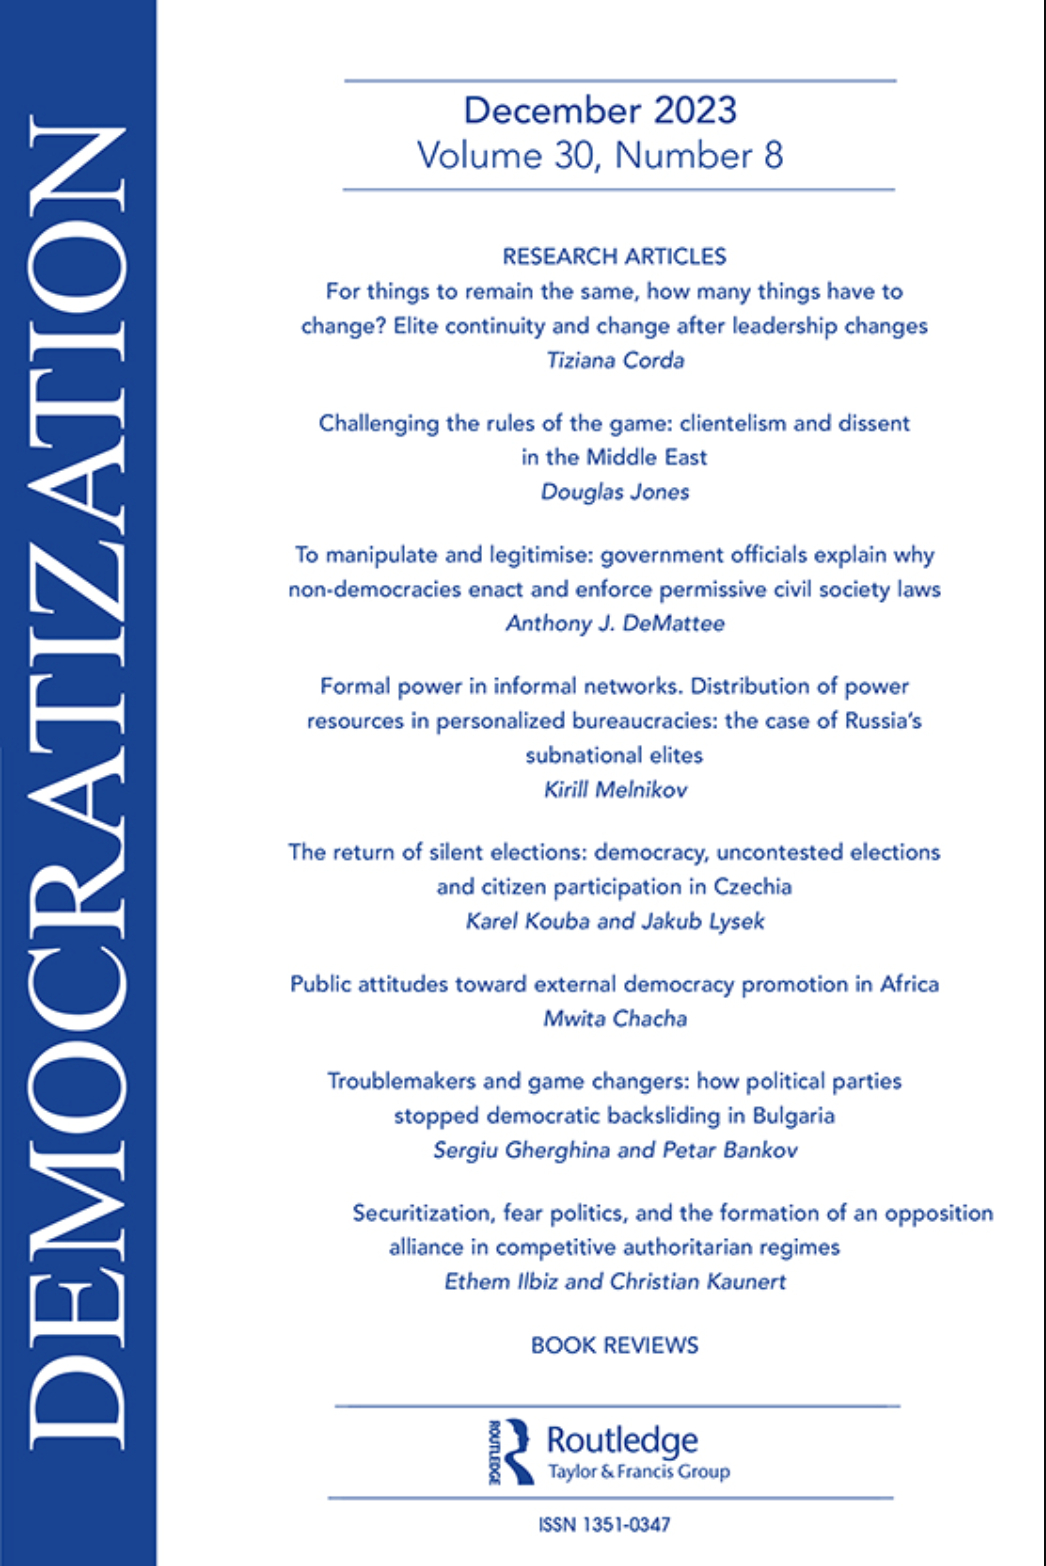 DEMOCRATIZATION
December 2023
Volume 30, Number 8
RESEARCH ARTICLES
For things to remain the same, how many things have to
change? Elite continuity and change after leadership changes
Tiziana Corda
Challenging the rules of the game: clientelism and dissent
in the Middle East
Douglas Jones
To manipulate and legitimise: government officials explain why
non-democracies enact and enforce permissive civil society laws
Anthony J. DeMattee
Formal power in informal networks. Distribution of power
resources in personalized bureaucracies: the case of Russia's
subnational elites
Kirill Melnikov
The return of silent elections: democracy, uncontested elections
and citizen participation in Czechia
Karel Kouba and Jakub Lysek
Public attitudes toward external democracy promotion in Africa
Mwita Chacha
Troublemakers and game changers: how political parties
stopped democratic backsliding in Bulgaria
Sergiu Gherghina and Petar Bankov
Securitization, fear politics, and the formation of an opposition
alliance in competitive authoritarian regimes
Ethem Ilbiz and Christian Kaunert
BOOK REVIEWS
ROUTLEDGE
Routledge
Taylor & Francis Group
ISSN 1351-0347